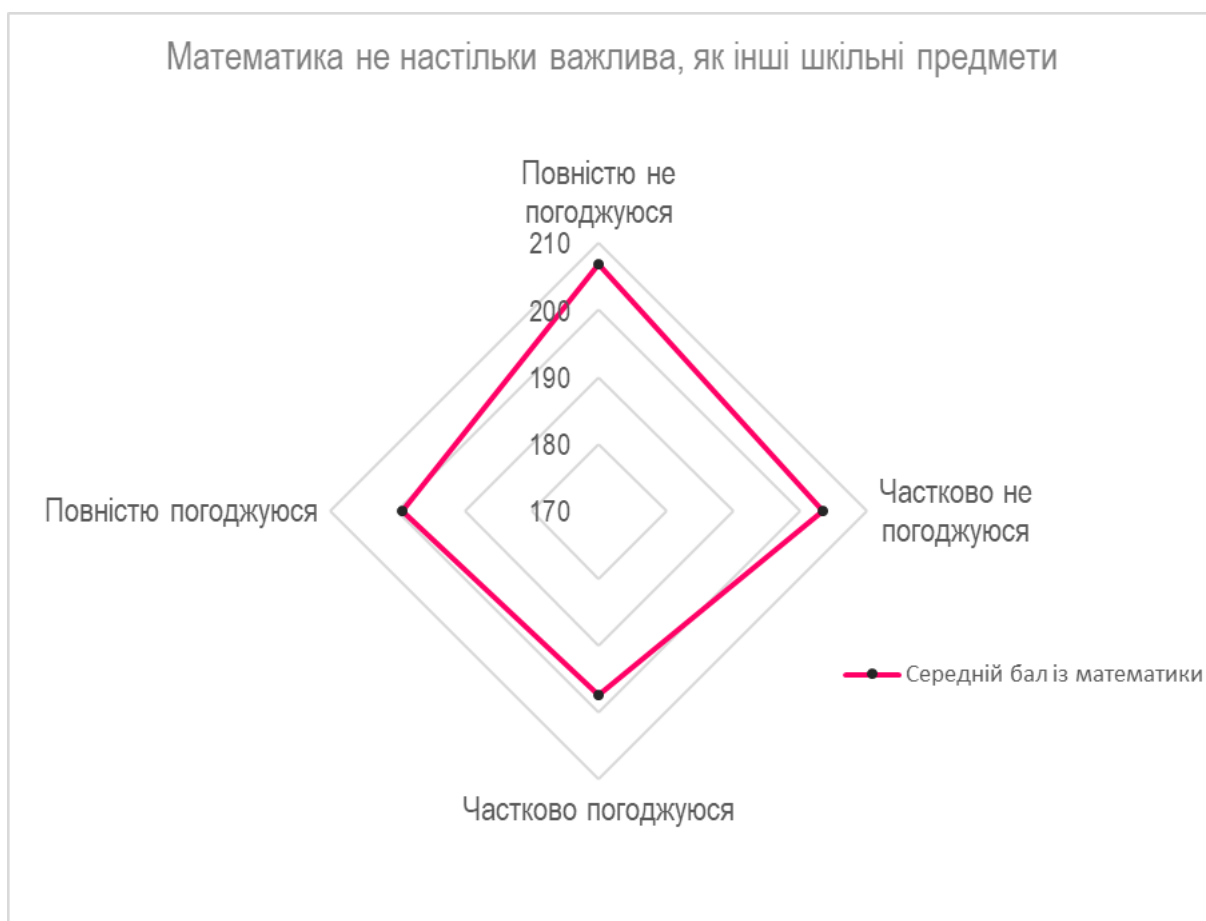 Математика не настільки важлива, як інші шкільні предмети
Повністю не
погоджуюся
210
200
190
180
170
Частково не
погоджуюся
Повністю погоджуюся
Середній бал із математики
Частково погоджуюся